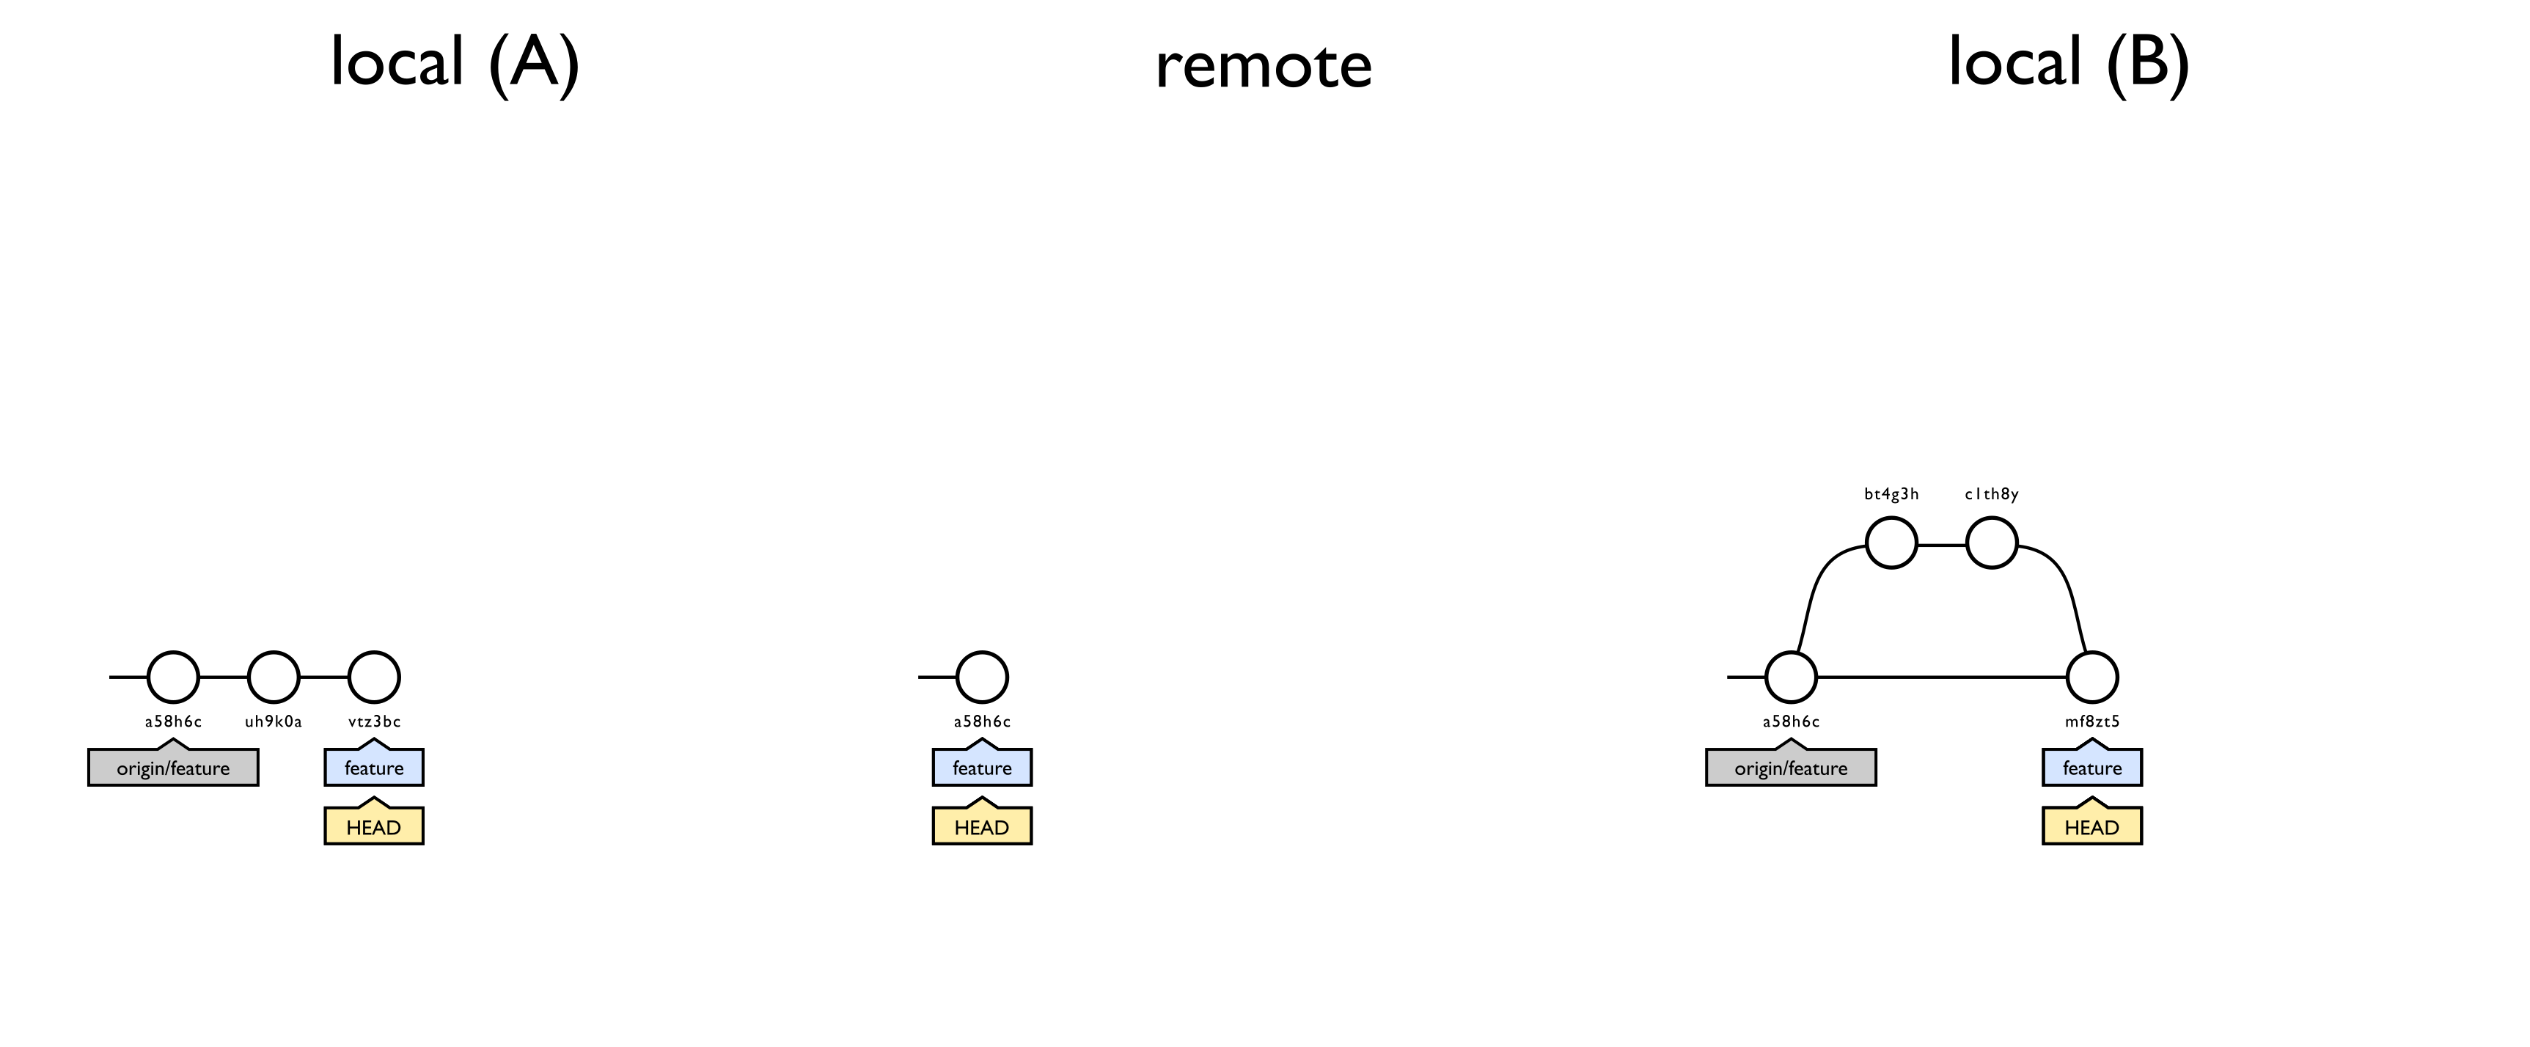 local (A)
remote
local (B)
bt4g3h
c1th8y
a58h6c
uh9k0a
vtz3bc
a58h6c
a58h6c
mf8zt5
origin/feature
feature
feature
origin/feature
feature
HEAD
HEAD
HEAD